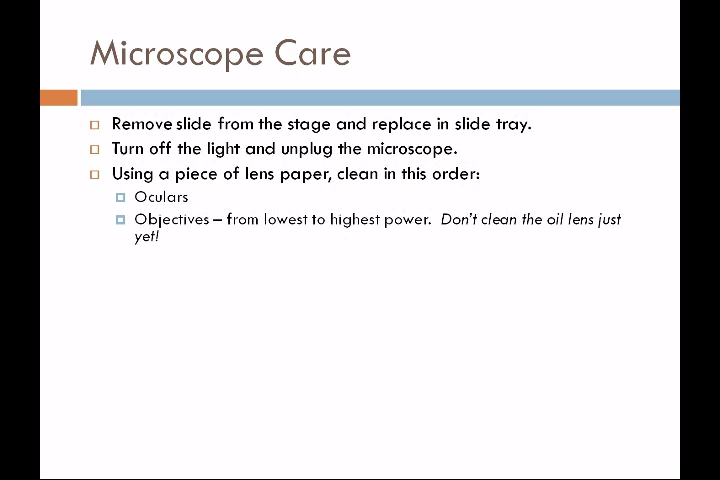 Microscope Care
Remove slide from the stage and replace in slide tray.
Turn off the light and unplug the microscope.
Using a piece of lens paper, clean in this order:
Oculars
Objectives – from lowest to highest power. Don't clean the oil lens just
yet!